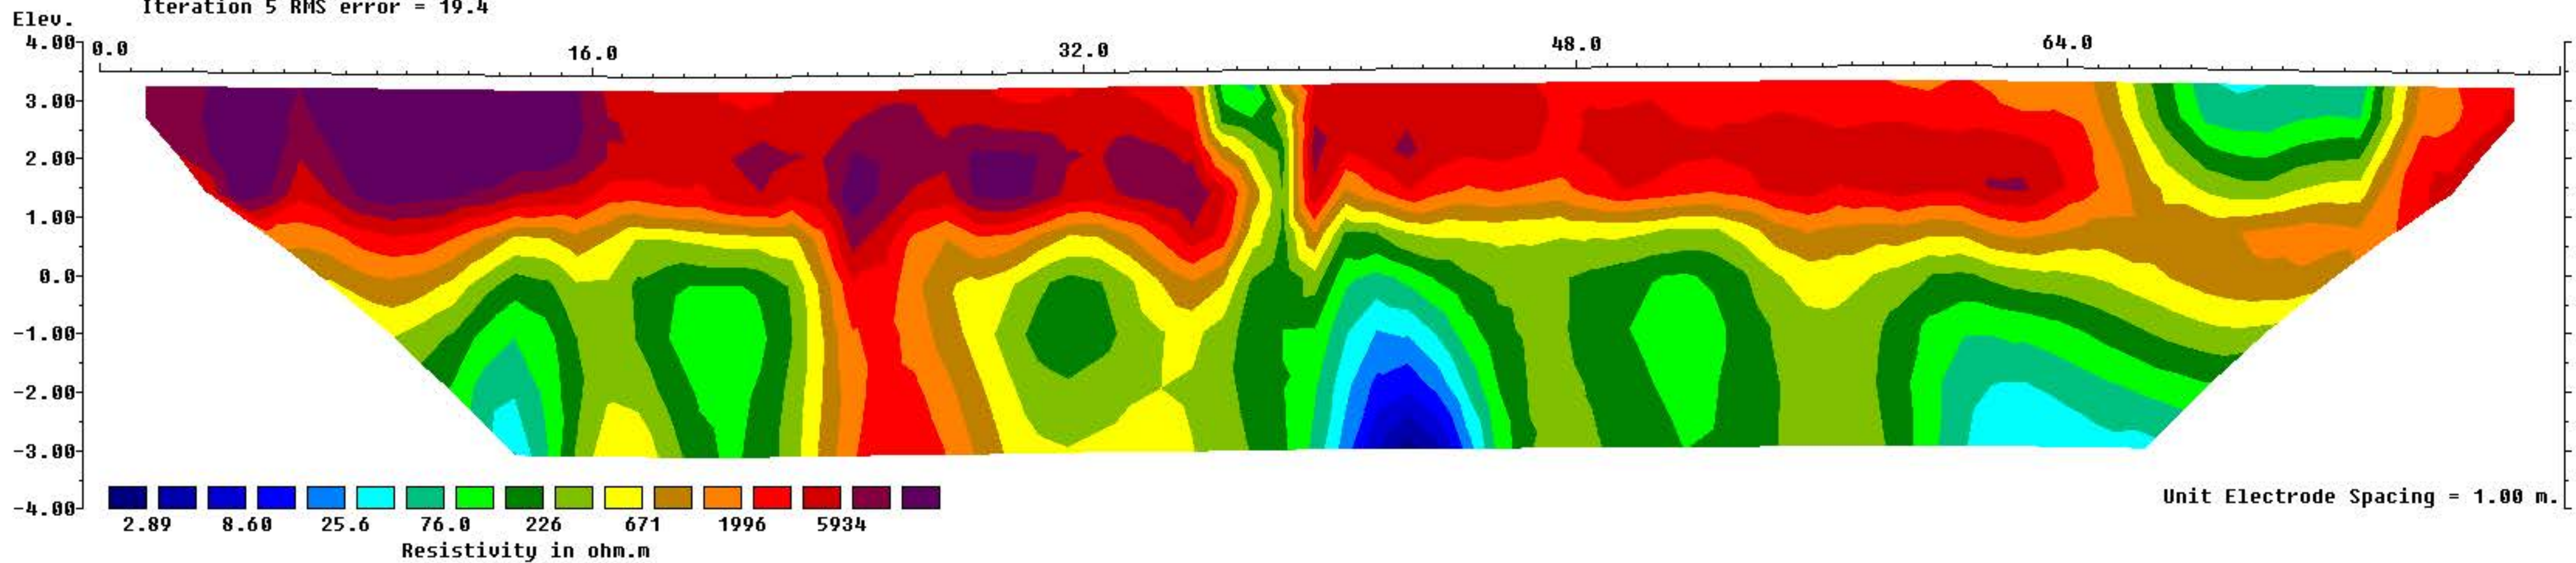 Iteration 5 RMS error = 19.4
Elev.
4.00
0.0 16.0 32.0 48.0 64.0
3.00
2.00
1.00
0.0
-1.00
-2.00
-3.00
-4.00
Unit Electrode Spacing = 1.00 m.
2.89 8.60 25.6 76.0 226 671 1996 5934
Resistivity in ohm.m